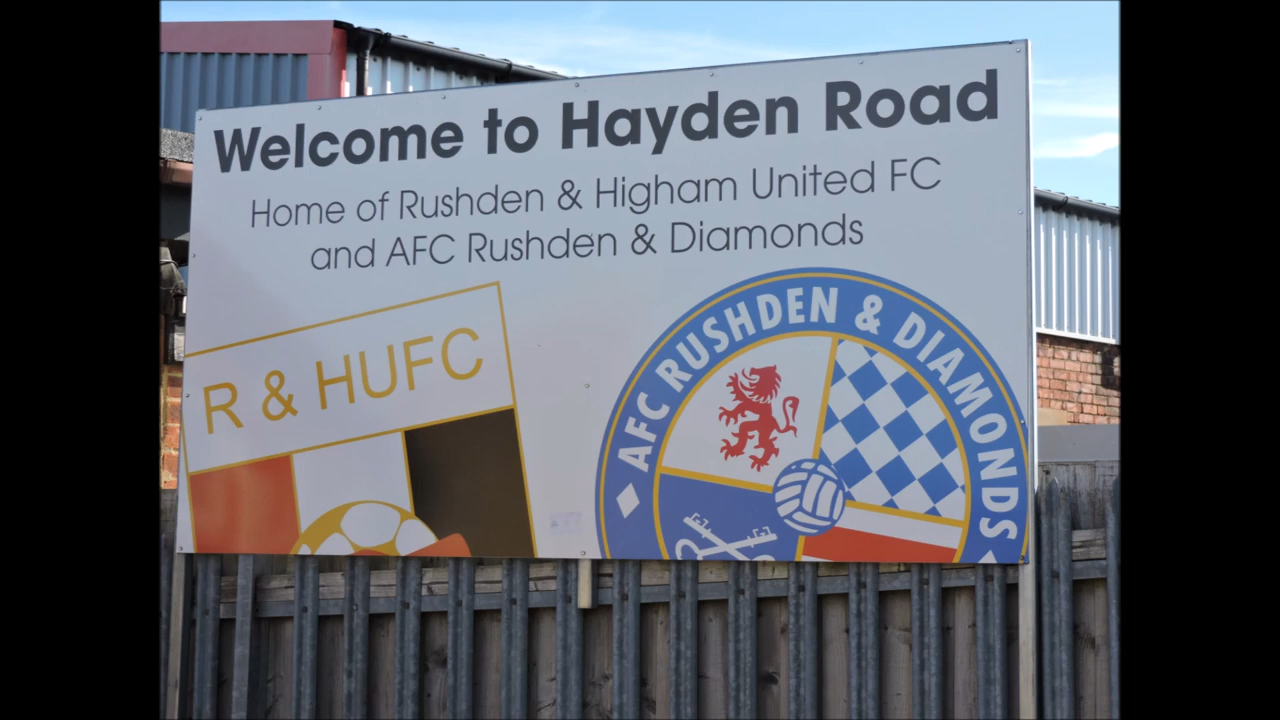 Welcome to Hayden Road
Home of Rushden & Higham United FC
and AFC Rushden & Diamonds
R & HUFC
AFC RUSHDEN & DIAMONDS